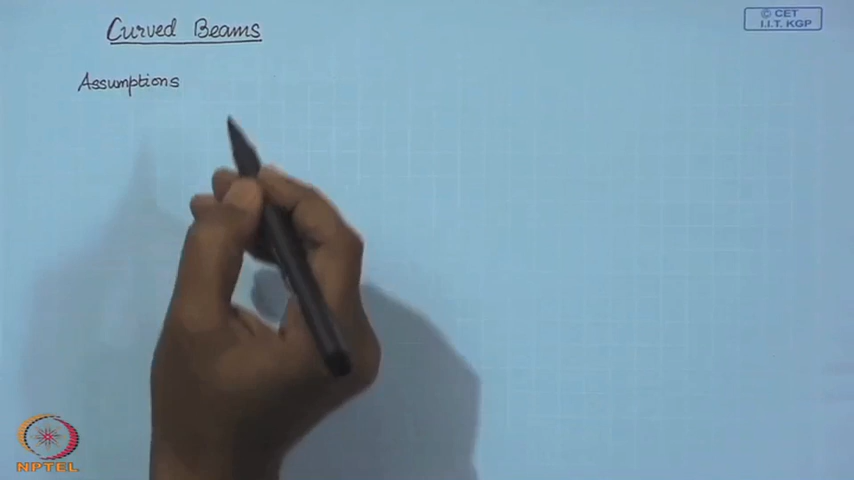 Curved Beams
© CET
I.I.T. KGP
Assumptions
NPTEL